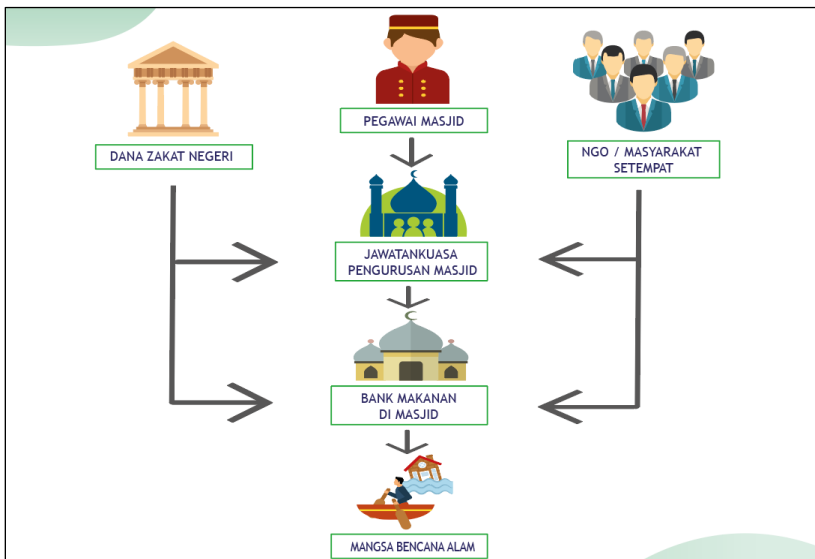 PEGAWAI MASJID
DANA ZAKAT NEGERI
NGO / MASYARAKAT
SETEMPAT
JAWATANKUASA
PENGURUSAN MASJID
BANK MAKANAN
DI MASJID
MANGSA BENCANA ALAM